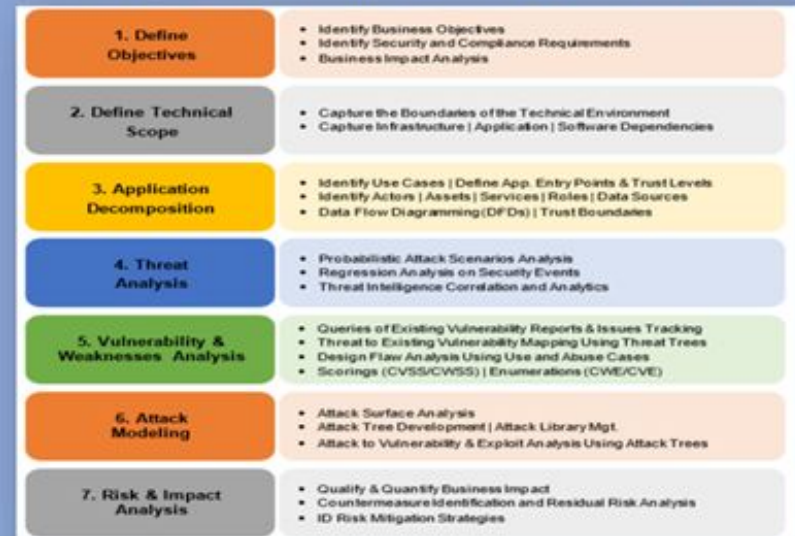 1. Define
Objectives
• Identify Business Objectives
• Identify Security and Compliance Requirements
• Business Impact Analysis
2. Define Technical
Scope
• Capture the Boundaries of the Technical Environment
• Capture Infrastructure | Application | Software Dependencies
3. Application
Decomposition
• Identify Use Cases | Define App. Entry Points & Trust Levels
• Identify Actors | Assets | Services | Roles | Data Sources
• Data Flow Diagramming (DFDs) | Trust Boundaries
4. Threat
Analysis
• Probabilistic Attack Scenarios Analysis
• Regression Analysis on Security Events
• Threat Intelligence Correlation and Analytics
5. Vulnerability &
Weaknesses Analysis
• Queries of Existing Vulnerability Reports & Issues Tracking
• Threat to Existing Vulnerability Mapping Using Threat Trees
• Design Flaw Analysis Using Use and Abuse Cases
• Scorings (CVSS/CWSS) | Enumerations (CWE/CVE)
6. Attack
Modeling
• Attack Surface Analysis
• Attack Tree Development | Attack Library Mgt.
• Attack to Vulnerability & Exploit Analysis Using Attack Trees
7. Risk & Impact
Analysis
• Qualify & Quantify Business Impact
• Countermeasure Identification and Residual Risk Analysis
• ID Risk Mitigation Strategies